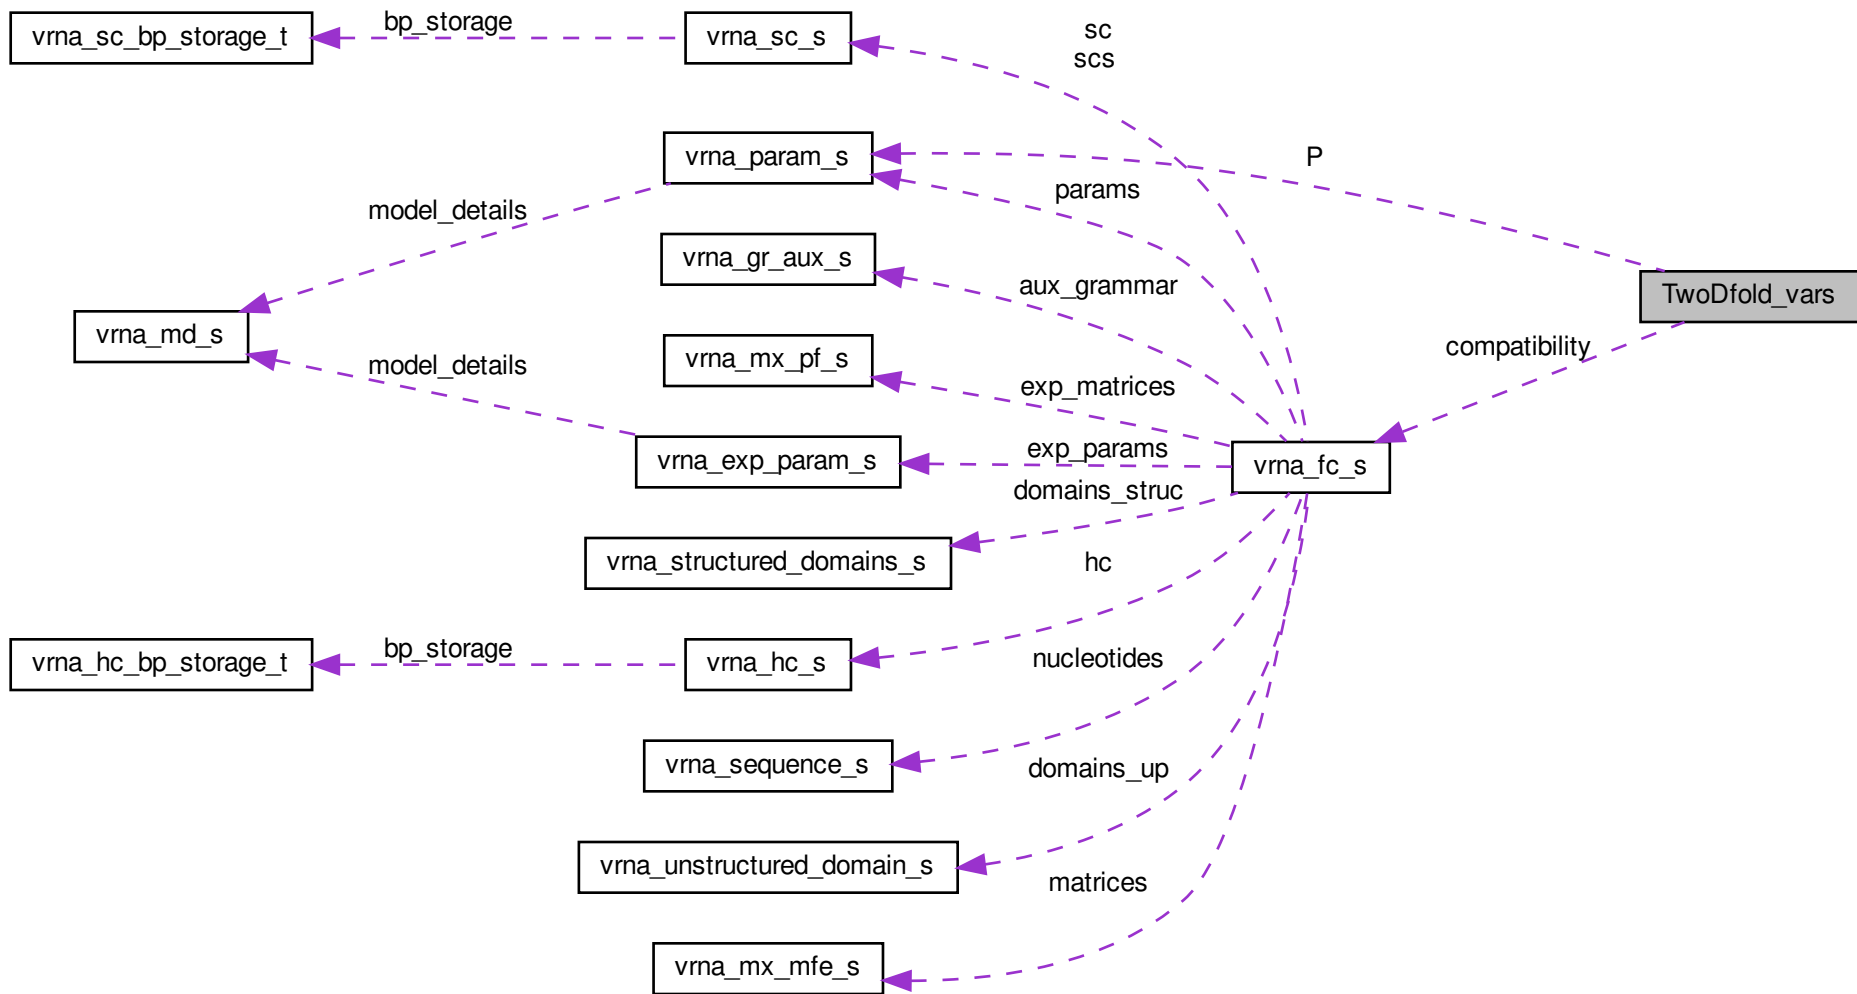 vrna_sc_bp_storage_t
bp_storage
vrna_sc_s
sc
scs
vrna_param_s
P
params
model_details
vrna_gr_aux_s
aux_grammar
TwoDfold_vars
vrna_md_s
compatibility
vrna_mx_pf_s
model_details
exp_matrices
exp_params
vrna_exp_param_s
vrna_fc_s
domains_struc
vrna_structured_domains_s
hc
vrna_hc_bp_storage_t
bp_storage
vrna_hc_s
nucleotides
vrna_sequence_s
domains_up
vrna_unstructured_domain_s
matrices
vrna_mx_mfe_s